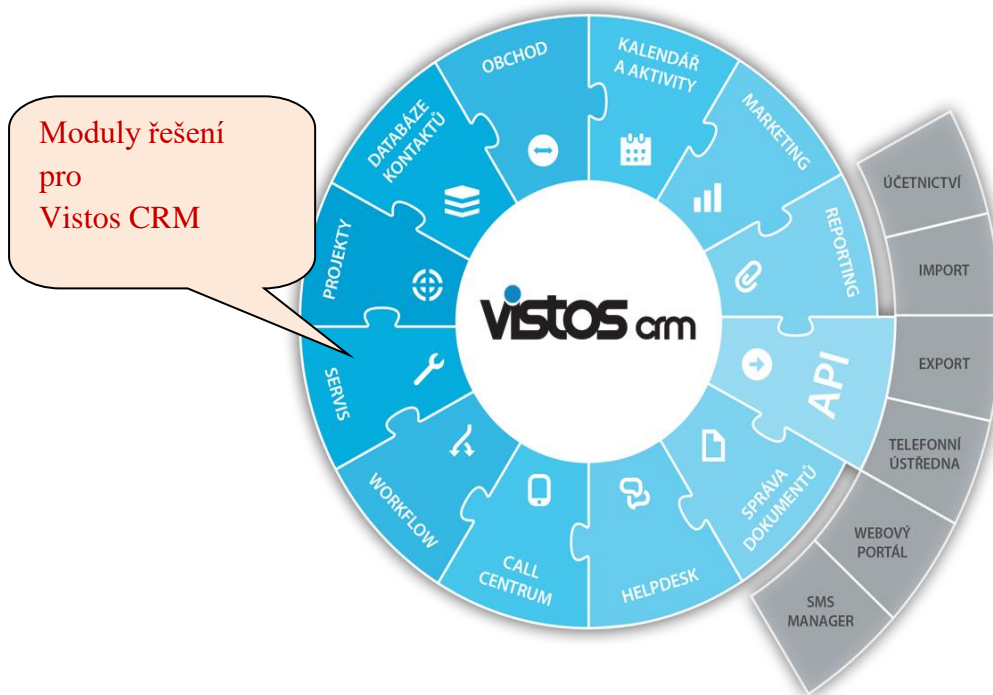 Moduly řešení
pro
Vistos CRM
OBCHOD
KALENDÁŘ
A AKTIVITY
MARKETING
REPORTING
API
SPRÁVA
DOKUMENTŮ
HELPDESK
CALL
CENTRUM
WORKFLOW
SERVIS
PROJEKTY
DATABÁZE
KONTAKTŮ
vistos crm
ÚČETNICTVÍ
IMPORT
EXPORT
TELEFONNÍ
ÚSTŘEDNA
WEBOVÝ
PORTÁL
SMS
MANAGER